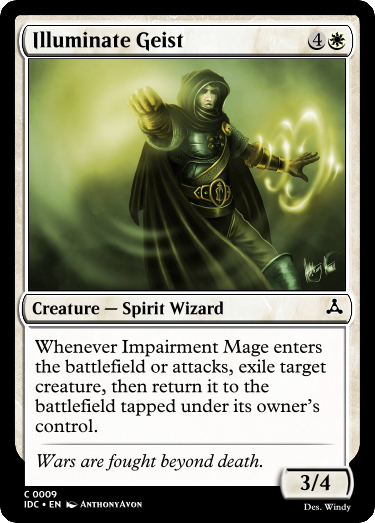 Illuminate Geist 4
Creature — Spirit Wizard
Whenever Impairment Mage enters
the battlefield or attacks, exile target
creature, then return it to the
battlefield tapped under its owner's
control.
Wars are fought beyond death.
3/4
C 0009
IDC • EN AnthonyAvon
Des. Windy